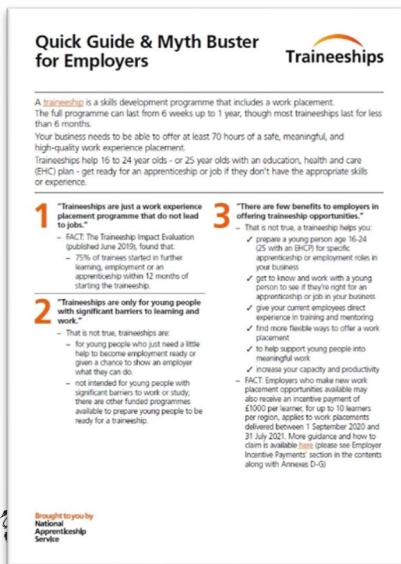 Quick Guide & Myth Buster
for Employers
Traineeships
A traineeship is a skills development programme that includes a work placement.
The full programme can last from 6 weeks up to 1 year, though most traineeships last for less
than 6 months.
Your business needs to be able to offer at least 70 hours of a safe, meaningful, and
high-quality work experience placement.
Traineeships help 16 to 24 year olds - or 25 year olds with an education, health and care
(EHC) plan - get ready for an apprenticeship or job if they don't have the appropriate skills
or experience.
1
"Traineeships are just a work experience
placement programme that do not lead
to jobs."
– FACT: The Traineeship Impact Evaluation
(published June 2019), found that:
– 75% of trainees started in further
learning, employment or an
apprenticeship within 12 months of
starting the traineeship.
2
"Traineeships are only for young people
with significant barriers to learning and
work."
– That is not true, traineeships are:
– for young people who just need a little
help to become employment ready or
given a chance to show an employer
what they can do.
– not intended for young people with
significant barriers to work or study;
there are other funded programmes
available to prepare young people to be
ready for a traineeship.
3
"There are few benefits to employers in
offering traineeship opportunities."
– That is not true, a traineeship helps you:
✓ prepare a young person age 16-24
(25 with an EHCP) for specific
apprenticeship or employment roles in
your business
✓ get to know and work with a young
person to see if they're right for an
apprenticeship or job in your business
✓ give your current employees direct
experience in training and mentoring
✓ find more flexible ways to offer a work
placement
✓ to help support young people into
meaningful work
✓ increase your capacity and productivity
– FACT: Employers who make new work
placement opportunities available may
also receive an incentive payment of
£1000 per learner, for up to 10 learners
per region, applies to work placements
delivered between 1 September 2020 and
31 July 2021. More guidance and how to
claim is available here (please see Employer
Incentive Payments' section in the contents
along with Annexes D-G)
Brought to you by
National
Apprenticeship
Service